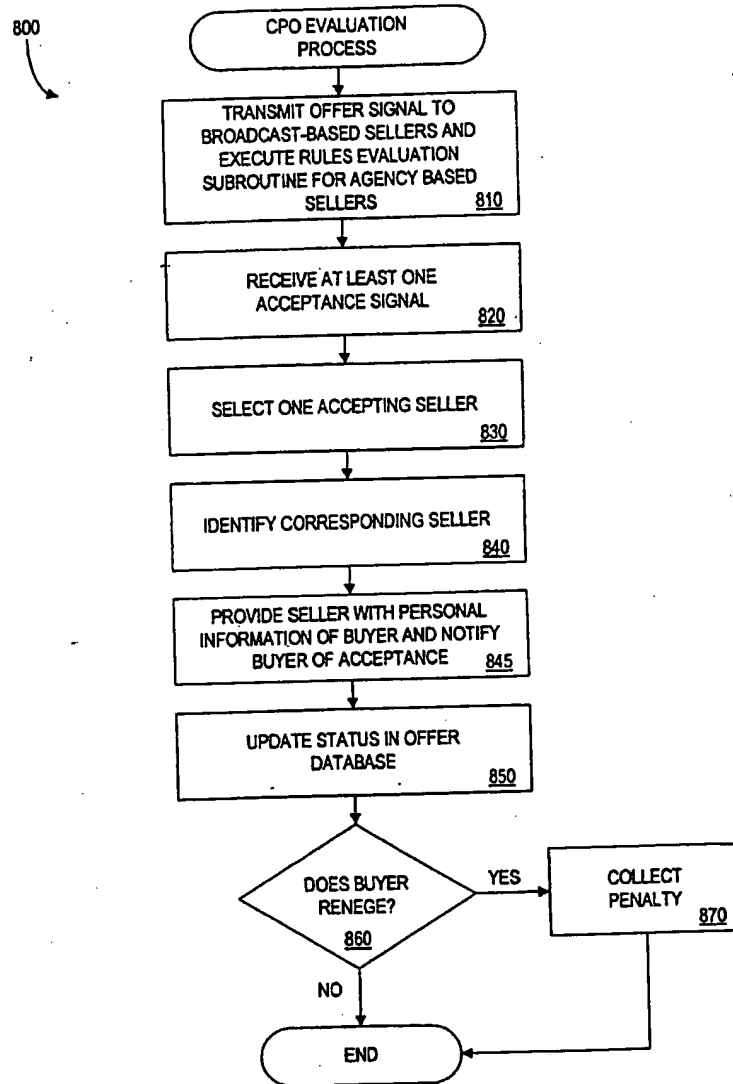 800
CPO EVALUATION
PROCESS
TRANSMIT OFFER SIGNAL TO
BROADCAST-BASED SELLERS AND
EXECUTE RULES EVALUATION
SUBROUTINE FOR AGENCY BASED
SELLERS
810
RECEIVE AT LEAST ONE
ACCEPTANCE SIGNAL
820
SELECT ONE ACCEPTING SELLER
830
IDENTIFY CORRESPONDING SELLER
840
PROVIDE SELLER WITH PERSONAL
INFORMATION OF BUYER AND NOTIFY
BUYER OF ACCEPTANCE
845
UPDATE STATUS IN OFFER
DATABASE
850
DOES BUYER
RENEGE?
860
YES
COLLECT
PENALTY
870
NO
END